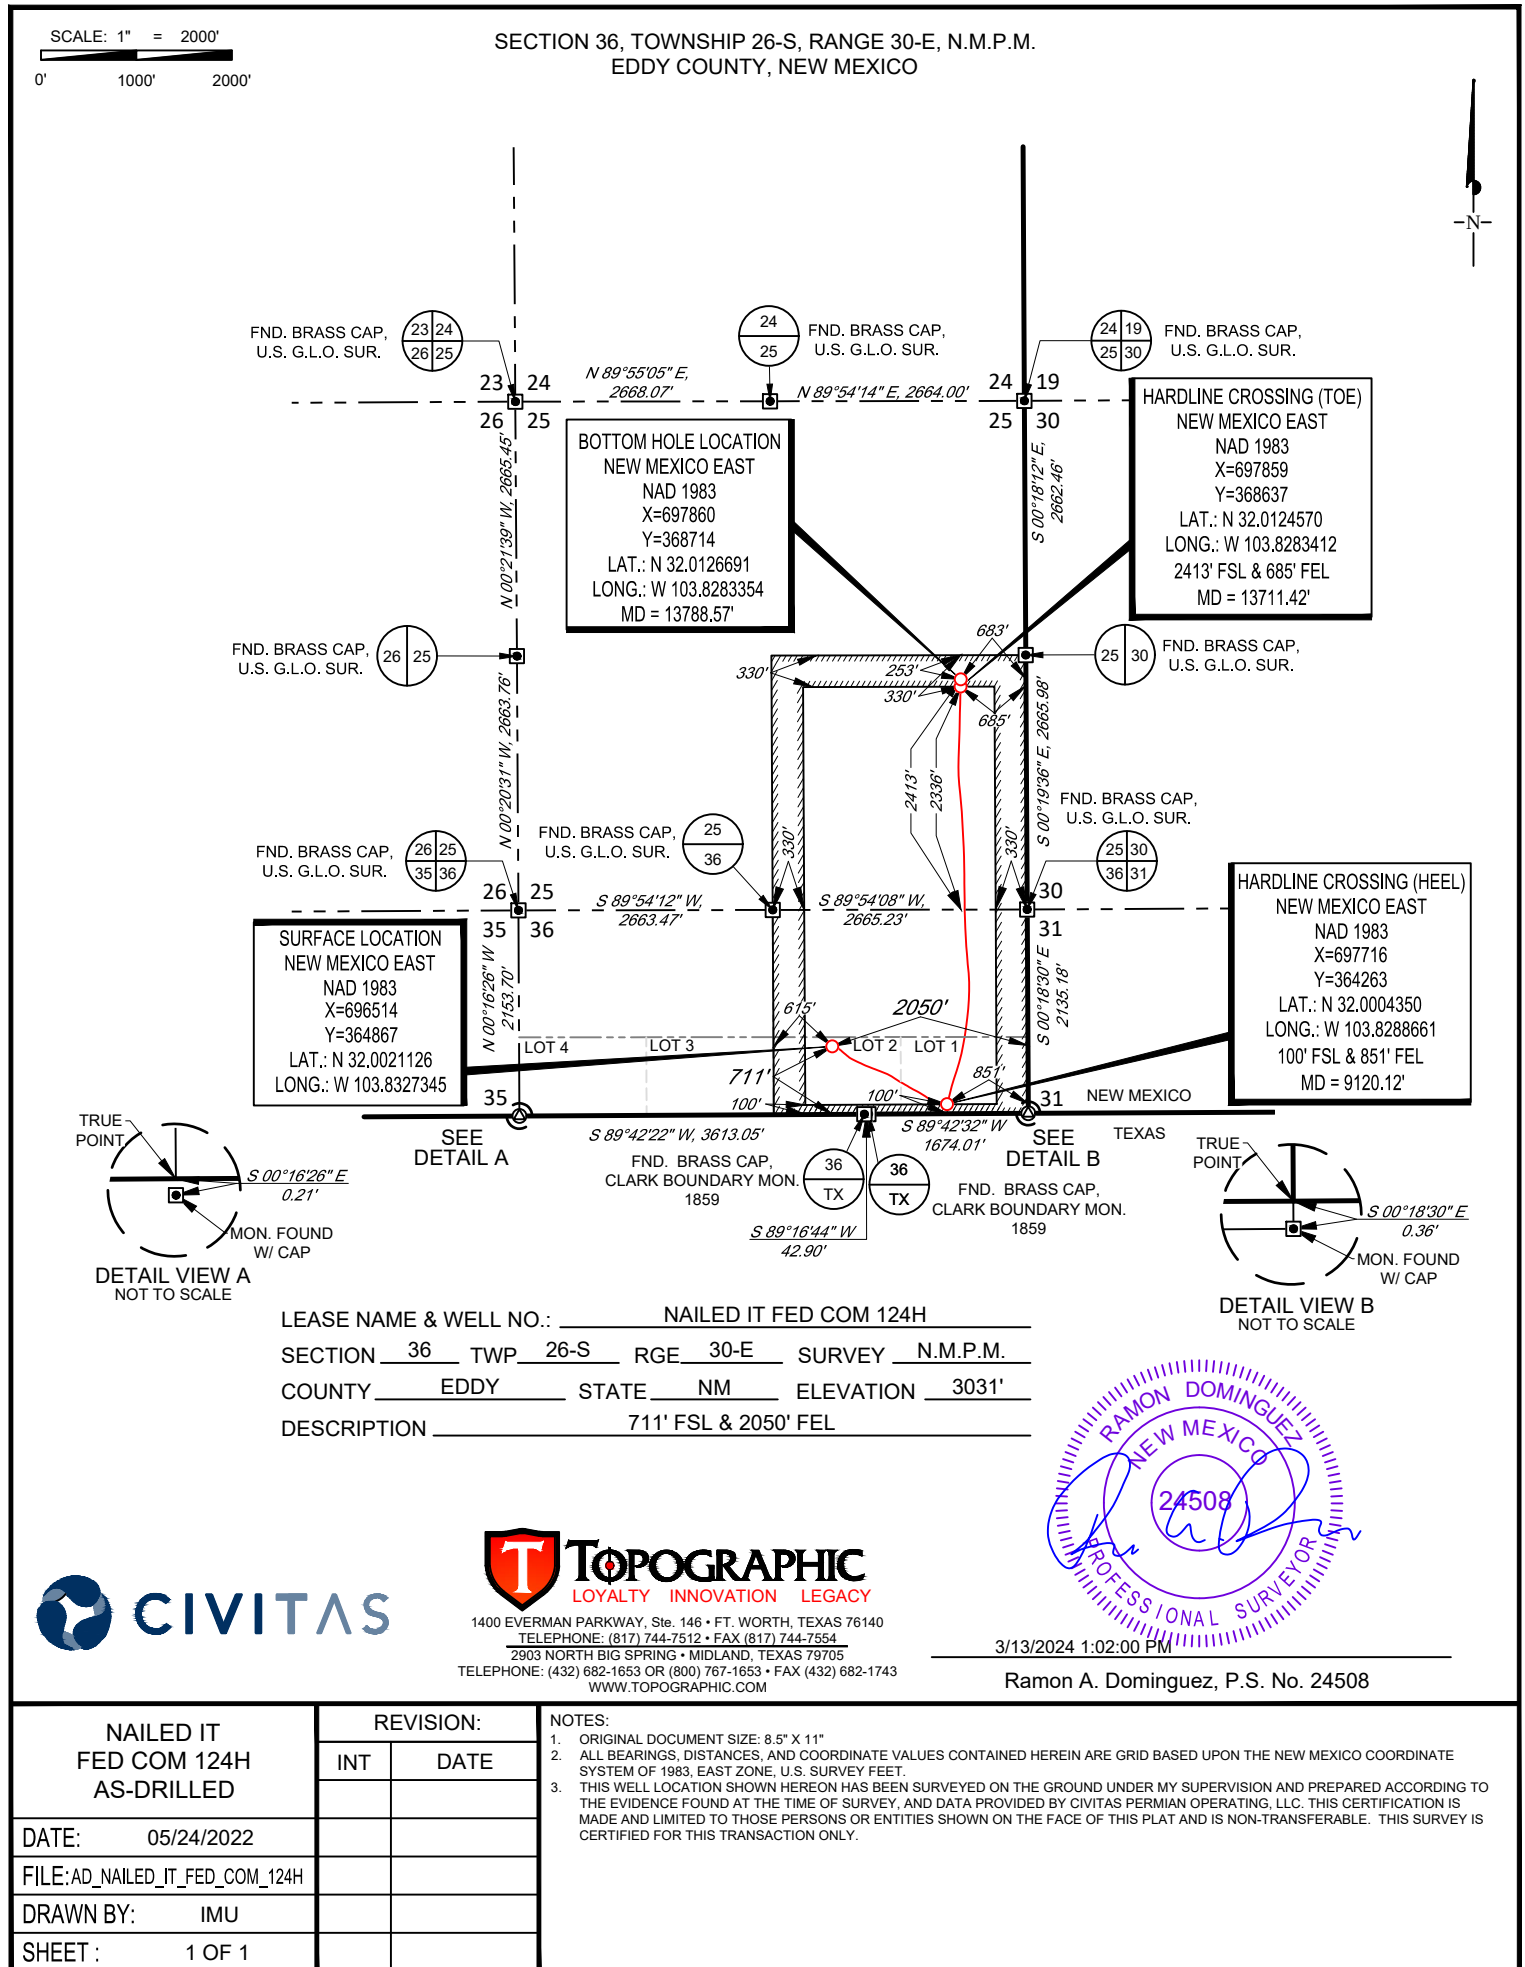 SCALE: 1" = 2000'
0' 1000' 2000'
SECTION 36, TOWNSHIP 26-S, RANGE 30-E, N.M.P.M.
EDDY COUNTY, NEW MEXICO
N
FND. BRASS CAP,
U.S. G.L.O. SUR.
23 24
26 25
24
25
FND. BRASS CAP,
U.S. G.L.O. SUR.
24 19
25 30
FND. BRASS CAP,
U.S. G.L.O. SUR.
23 24
26 25
N 89°55'05" E,
2668.07'
N 89°54'14" E, 2664.00'
24 19
25 30
BOTTOM HOLE LOCATION
NEW MEXICO EAST
NAD 1983
X=697860
Y=368714
LAT.: N 32.0126691
LONG.: W 103.8283354
MD = 13788.57'
HARDLINE CROSSING (TOE)
NEW MEXICO EAST
NAD 1983
X=697859
Y=368637
LAT.: N 32.0124570
LONG.: W 103.8283412
2413' FSL & 685' FEL
MD = 13711.42'
N 00°21'39" W, 2665.45'
S 00°18'12" E,
2662.46'
FND. BRASS CAP,
U.S. G.L.O. SUR.
26 25
25 30
FND. BRASS CAP,
U.S. G.L.O. SUR.
683'
330'
253'
330'
685'
N 00°20'31" W, 2663.76'
2413'
2336'
S 00°19'36" E, 2665.98'
FND. BRASS CAP,
U.S. G.L.O. SUR.
25 30
36 31
FND. BRASS CAP,
U.S. G.L.O. SUR.
25
36
330'
330'
FND. BRASS CAP,
U.S. G.L.O. SUR.
26 25
35 36
26 25
35 36
S 89°54'12" W,
2663.47'
S 89°54'08" W,
2665.23'
30
31
SURFACE LOCATION
NEW MEXICO EAST
NAD 1983
X=696514
Y=364867
LAT.: N 32.0021126
LONG.: W 103.8327345
HARDLINE CROSSING (HEEL)
NEW MEXICO EAST
NAD 1983
X=697716
Y=364263
LAT.: N 32.0004350
LONG.: W 103.8288661
100' FSL & 851' FEL
MD = 9120.12'
N 00°16'26" W
2153.70'
S 00°18'30" E
2135.18'
615'
2050'
LOT 4 LOT 3 LOT 2 LOT 1
711'
851'
100'
100'
35
31
NEW MEXICO
TEXAS
SEE
DETAIL A
S 89°42'22" W, 3613.05'
S 89°42'32" W
1674.01'
SEE
DETAIL B
FND. BRASS CAP,
CLARK BOUNDARY MON.
1859
36
TX
36
TX
FND. BRASS CAP,
CLARK BOUNDARY MON.
1859
S 89°16'44" W
42.90'
TRUE
POINT
S 00°16'26" E
0.21'
MON. FOUND
W/ CAP
DETAIL VIEW A
NOT TO SCALE
TRUE
POINT
S 00°18'30" E
0.36'
MON. FOUND
W/ CAP
DETAIL VIEW B
NOT TO SCALE
LEASE NAME & WELL NO.: NAILED IT FED COM 124H
SECTION 36 TWP 26-S RGE 30-E SURVEY N.M.P.M.
COUNTY EDDY STATE NM ELEVATION 3031'
DESCRIPTION 711' FSL & 2050' FEL
RAMON DOMINGUEZ
NEW MEXICO
24508
PROFESSIONAL SURVEYOR
CIVITAS
T TOPOGRAPHIC
LOYALTY INNOVATION LEGACY
1400 EVERMAN PARKWAY, Ste. 146 • FT. WORTH, TEXAS 76140
TELEPHONE: (817) 744-7512 • FAX (817) 744-7554
2903 NORTH BIG SPRING • MIDLAND, TEXAS 79705
TELEPHONE: (432) 682-1653 OR (800) 767-1653 • FAX (432) 682-1743
WWW.TOPOGRAPHIC.COM
3/13/2024 1:02:00 PM
Ramon A. Dominguez, P.S. No. 24508
NAILED IT
FED COM 124H
AS-DRILLED
REVISION:
INT DATE
DATE: 05/24/2022
FILE: AD_NAILED_IT_FED_COM_124H
DRAWN BY: IMU
SHEET : 1 OF 1
NOTES:
1. ORIGINAL DOCUMENT SIZE: 8.5" X 11"
2. ALL BEARINGS, DISTANCES, AND COORDINATE VALUES CONTAINED HEREIN ARE GRID BASED UPON THE NEW MEXICO COORDINATE
SYSTEM OF 1983, EAST ZONE, U.S. SURVEY FEET.
3. THIS WELL LOCATION SHOWN HEREON HAS BEEN SURVEYED ON THE GROUND UNDER MY SUPERVISION AND PREPARED ACCORDING TO
THE EVIDENCE FOUND AT THE TIME OF SURVEY, AND DATA PROVIDED BY CIVITAS PERMIAN OPERATING, LLC. THIS CERTIFICATION IS
MADE AND LIMITED TO THOSE PERSONS OR ENTITIES SHOWN ON THE FACE OF THIS PLAT AND IS NON-TRANSFERABLE. THIS SURVEY IS
CERTIFIED FOR THIS TRANSACTION ONLY.